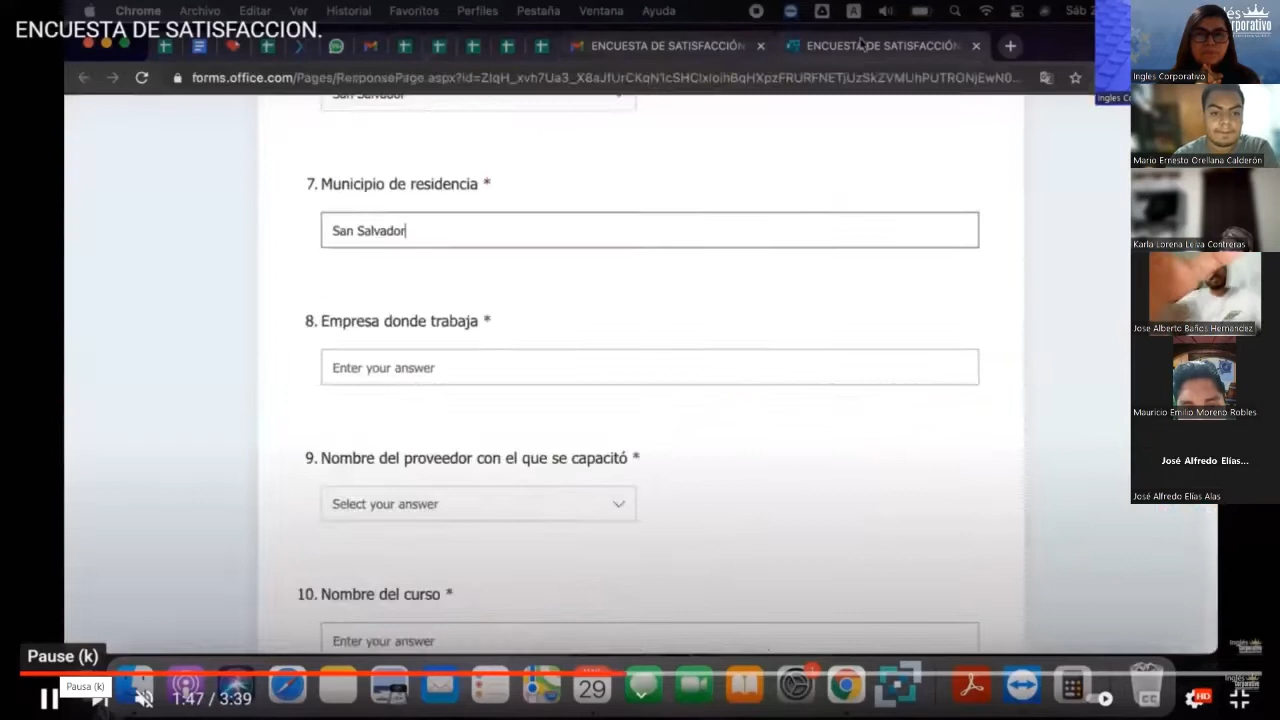 Chrome Archivo Editar Ver Historial Favoritos Perfiles Pestaña Ventana Ayuda
ENCUESTA DE SATISFACCION.
ENCUESTA DE SATISFACCIÓN
ENCUESTA DE SATISFACCIÓN
San Salvador
7. Municipio de residencia *
San Salvador
8. Empresa donde trabaja *
Enter your answer
9. Nombre del proveedor con el que se capacitó *
Select your answer
10. Nombre del curso *
Enter your answer
Pause (k)
Pausa (k)
29
1:47 / 3:39
CC
HD
Inglés Corporativo
Ingles Corporativo
Mario Ernesto Orellana Calderón
Karla Lorena Leiva Contreras
Jose Alberto Baños Hernandez
Mauricio Emilio Moreno Robles
José Alfredo Elías...
José Alfredo Elías Alas